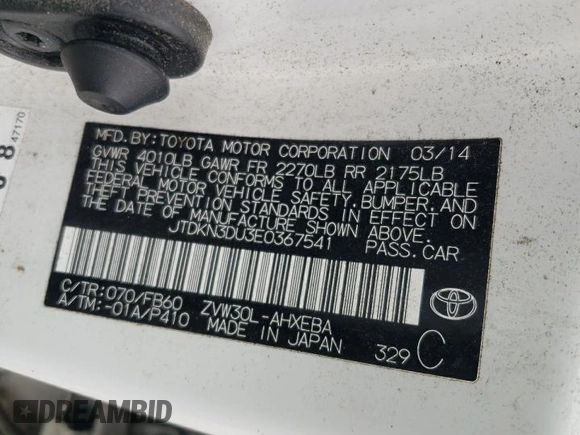 MFD. BY: TOYOTA MOTOR CORPORATION 03/14
GVWR 4010LB GAWR FR 2270LB RR 2175LB
THIS VEHICLE CONFORMS TO ALL APPLICABLE
FEDERAL MOTOR VEHICLE SAFETY, BUMPER, AND
THEFT PREVENTION STANDARDS IN EFFECT ON
THE DATE OF MANUFACTURE SHOWN ABOVE.
JTDKN3DU3E0367541 PASS. CAR
C/TR: 070/FB60 ZVW30L-AHXEBA
A/TM: -01A/P410 MADE IN JAPAN 329 C
8 47170
DREAMBID